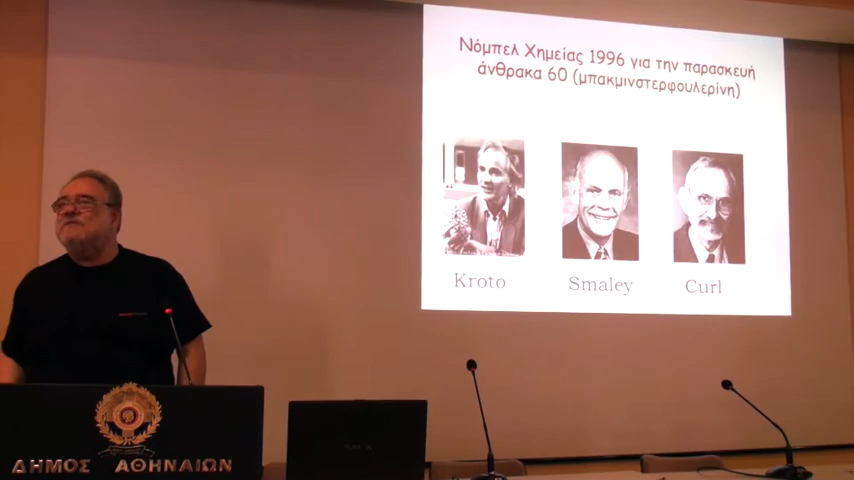 Νόμπελ Χημείας 1996 για την παρασκευή
άνθρακα 60 (μπακμινστερφουλερίνη)
Kroto
Smaley
Curl
ΔΗΜΟΣ ΑΘΗΝΑΙΩΝ